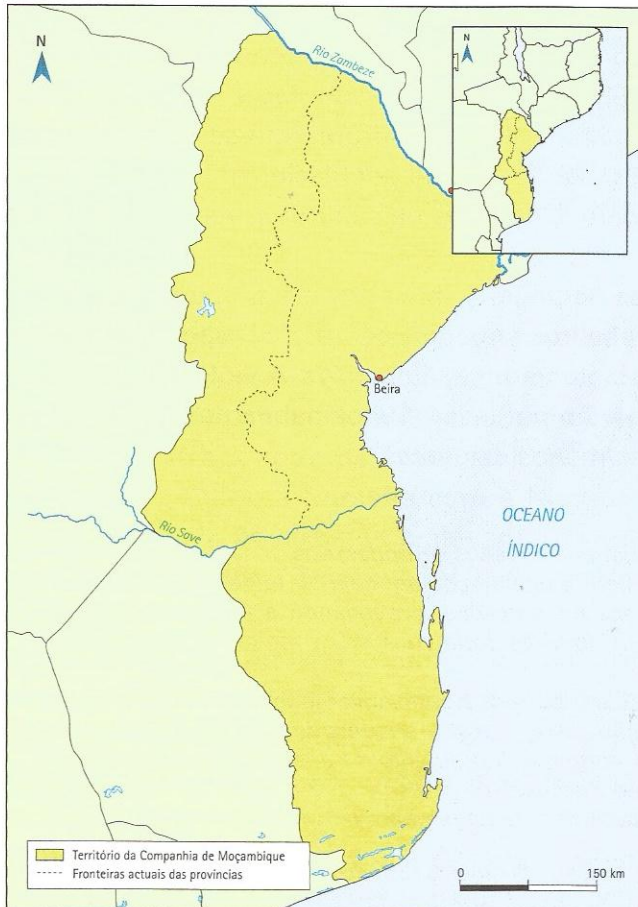 N
Rio Zambeze
N
Beira
Rio Save
OCEANO
ÍNDICO
Território da Companhia de Moçambique
Fronteiras actuais das províncias
0 150 km